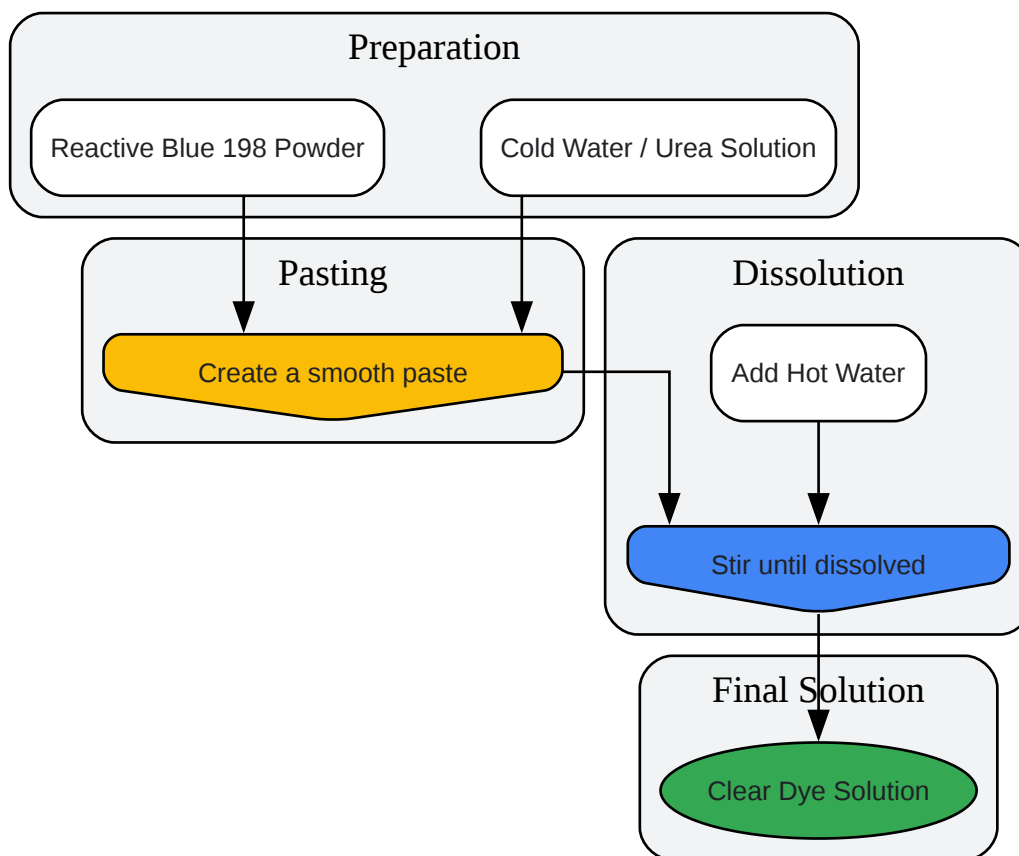 Preparation
Reactive Blue 198 Powder
Cold Water / Urea Solution
Pasting
Create a smooth paste
Dissolution
Add Hot Water
Stir until dissolved
Final Solution
Clear Dye Solution